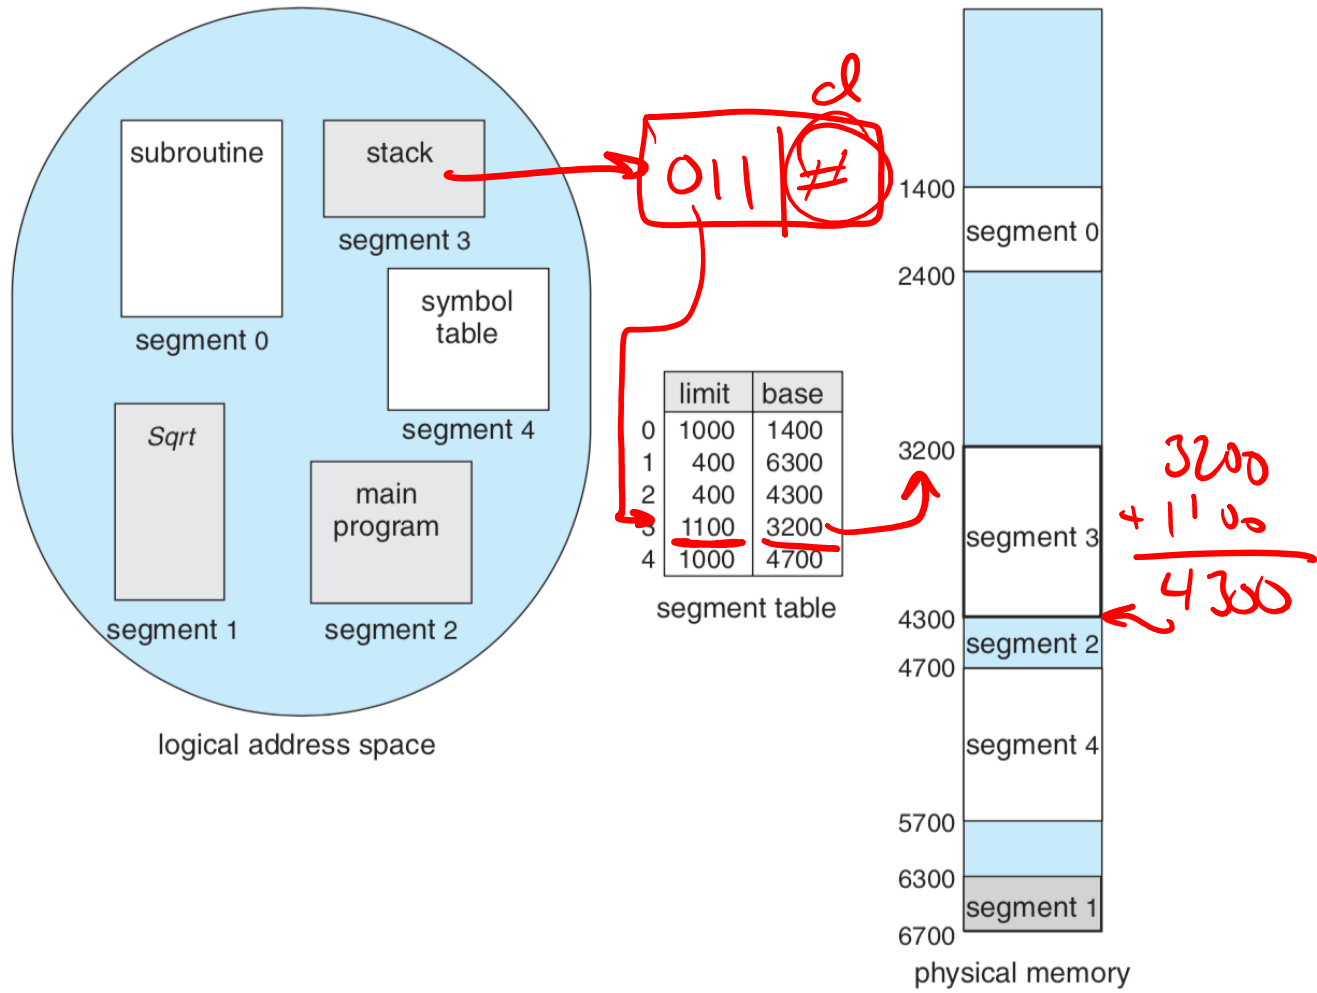 d
subroutine
stack
011 | #
segment 3
segment 0
symbol
table
segment 4
Sqrt
segment 1
main
program
segment 2
logical address space
limit base
0 1000 1400
1 400 6300
2 400 4300
3 1100 3200
4 1000 4700
segment table
1400
segment 0
2400
3200
segment 3
4300
segment 2
4700
segment 4
5700
6300
segment 1
6700
physical memory
3200
+ 1100
4300